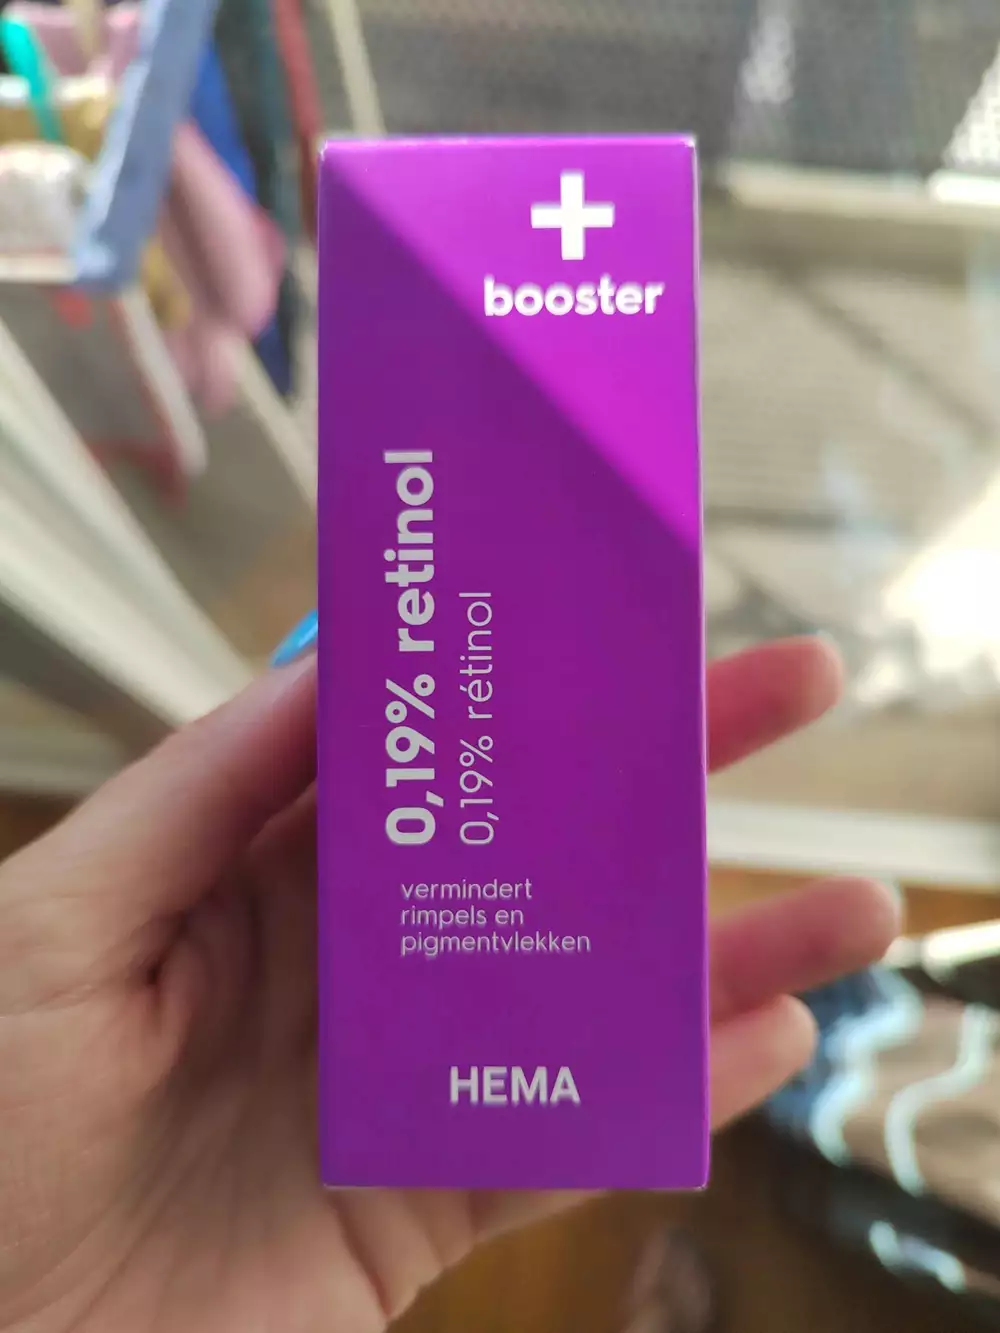 booster
0,19% retinol
0,19% rétinol
vermindert
rimpels en
pigmentvlekken
HEMA